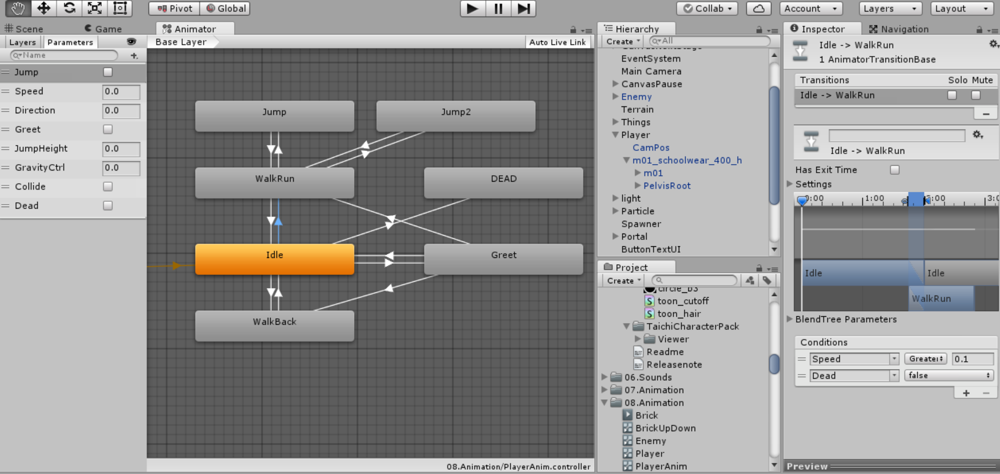 Pivot Global Collab Account Layers Layout
Scene Game Animator
Layers Parameters
Name
Jump
Speed 0.0
Direction 0.0
Greet
JumpHeight 0.0
GravityCtrl 0.0
Collide
Dead
Base Layer Auto Live Link
Jump Jump2
WalkRun DEAD
Idle Greet
WalkBack
08.Animation/PlayerAnim.controller
Hierarchy
Create All
EventSystem
Main Camera
CanvasPause
Enemy
Terrain
Things
Player
CamPos
m01_schoolwear_400_h
m01
PelvisRoot
light
Particle
Spawner
Portal
ButtonTextUI
Project
Create
circle_b3
toon_cutoff
toon_hair
TaichiCharacterPack
Viewer
Readme
Releasenote
06.Sounds
07.Animation
08.Animation
Brick
BrickUpDown
Enemy
Player
PlayerAnim
Inspector Navigation
Idle -> WalkRun
1 AnimatorTransitionBase
Transitions Solo Mute
Idle -> WalkRun
Idle -> WalkRun
Has Exit Time
Settings
0:00 1:00 :00 3:0
Idle Idle
WalkRun
BlendTree Parameters
Conditions
Speed Greater 0.1
Dead false
Preview